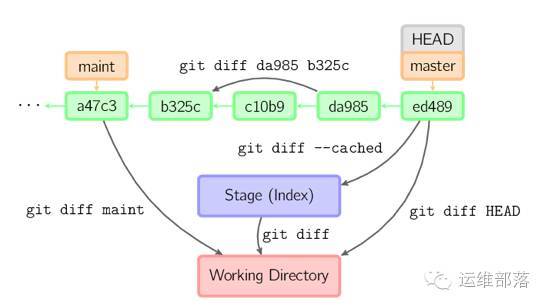 HEAD
maint
git diff da985 b325c
master
...
a47c3
b325c
c10b9
da985
ed489
git diff --cached
Stage (Index)
git diff maint
git diff HEAD
git diff
Working Directory
运维部落